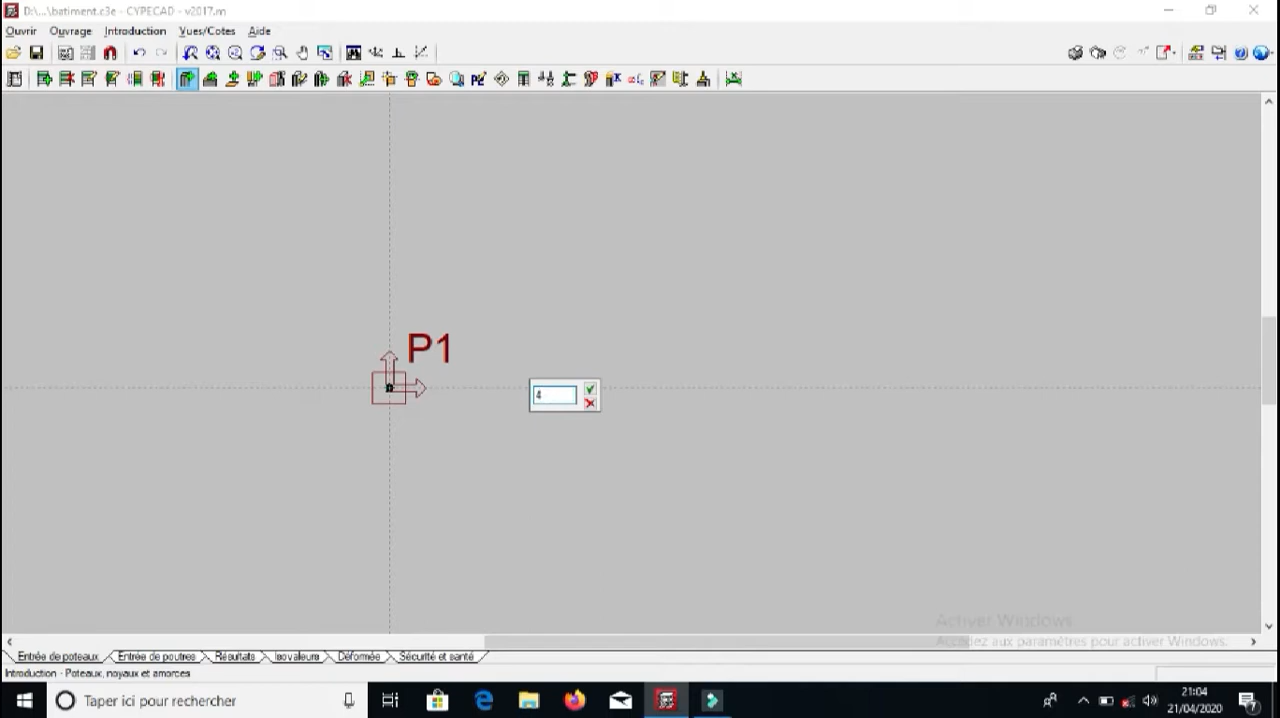 D:\...\batiment.c3e - CYPECAD - v2017.m
Ouvrir Ouvrage Introduction Vues/Cotes Aide
P1
4
Activer Windows
Accédez aux paramètres pour activer Windows.
Entrée de poteaux Entrée de poutres Résultats Isovaleurs Déformée Sécurité et santé
Introduction - Poteaux, noyaux et amorces
Taper ici pour rechercher
21:04
21/04/2020
7